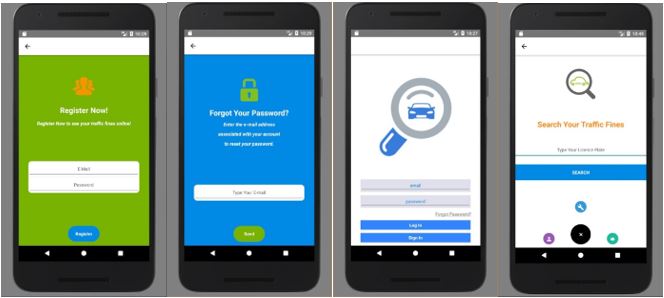 10:29
Register Now!
Register Now to see your traffic fines online!
E-Mail
Password
Register
10:29
Forgot Your Password?
Enter the e-mail address
associated with your account
to reset your password.
Type Your E-mail
Send
10:27
email
password
Forgot Password?
Log In
Sign In
Search Your Traffic Fines
Type Your Licence Plate
SEARCH